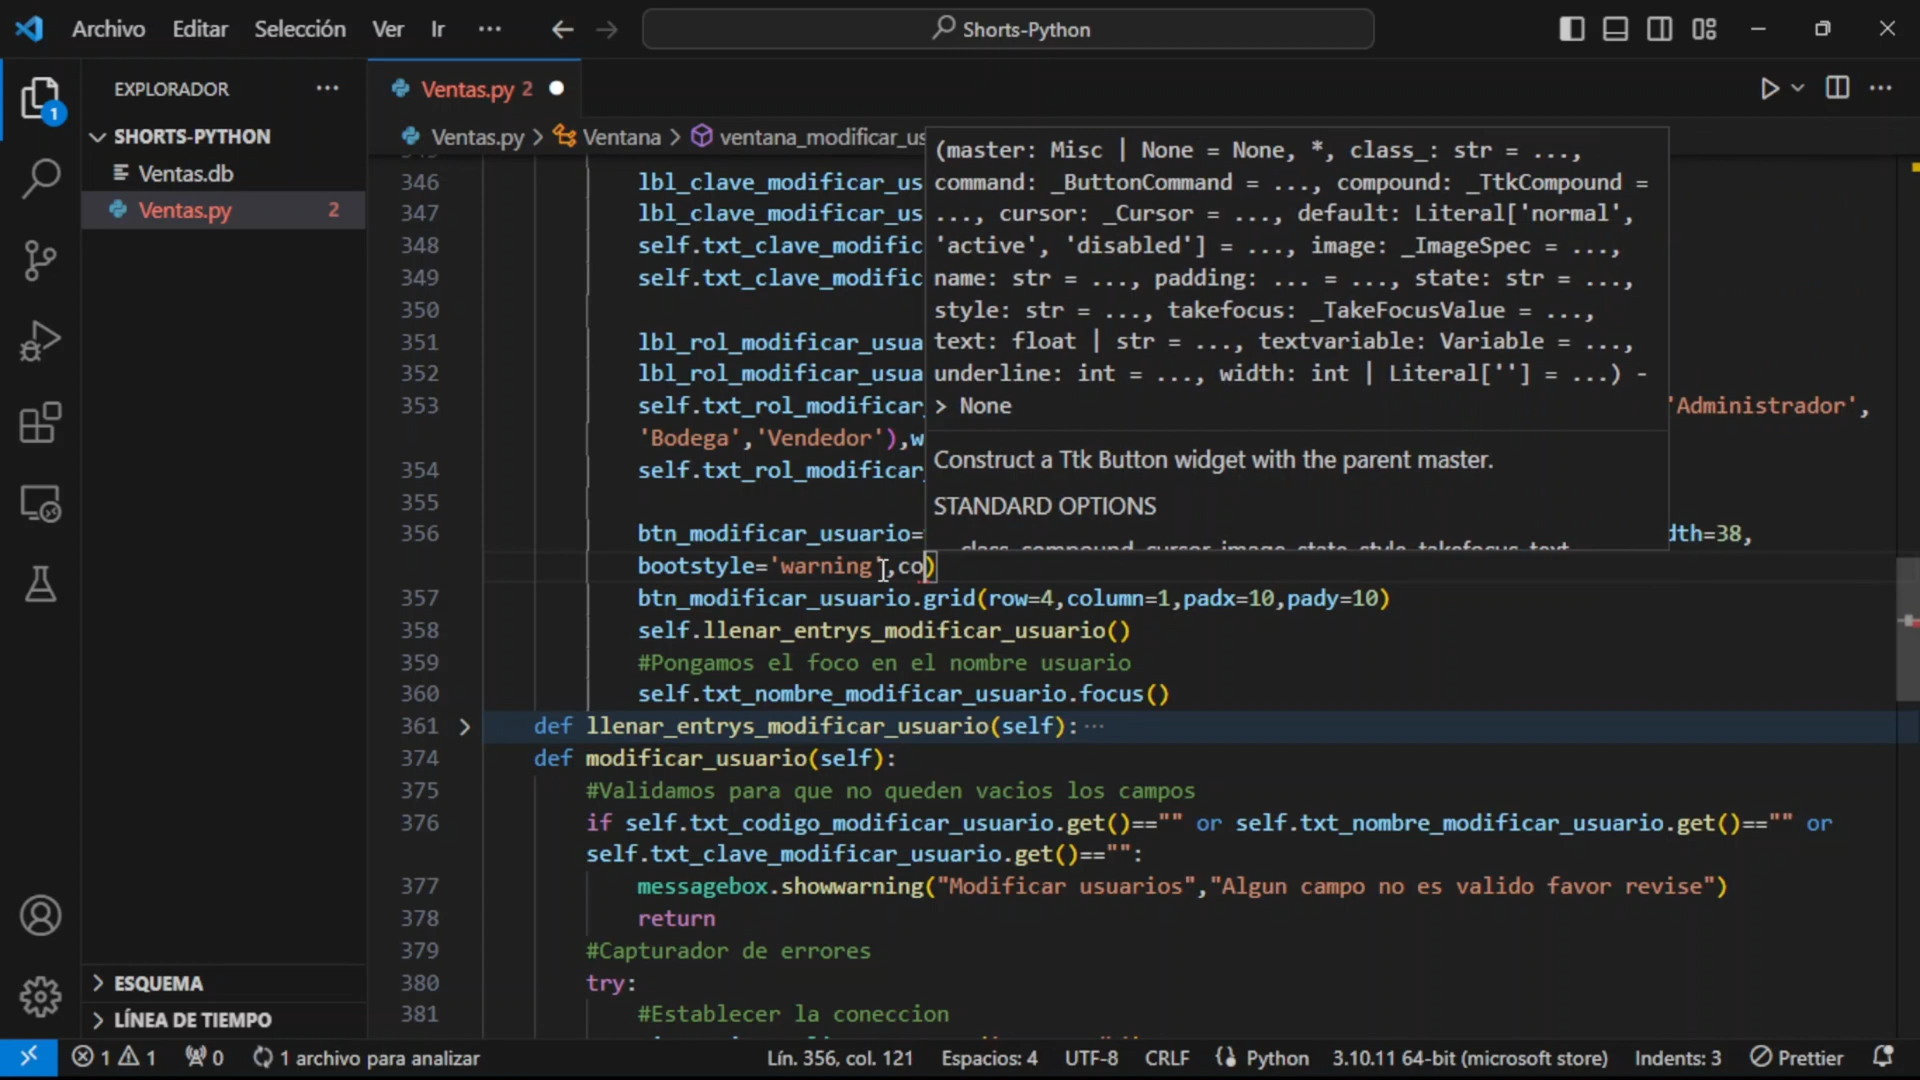 Archivo Editar Selección Ver Ir ··· Shorts-Python
EXPLORADOR ···
SHORTS-PYTHON
Ventas.db
Ventas.py 2
1
ESQUEMA
LÍNEA DE TIEMPO
Ventas.py 2
Ventas.py > Ventana > ventana_modificar_us
346 lbl_clave_modificar_us
347 lbl_clave_modificar_us
348 self.txt_clave_modific
349 self.txt_clave_modific
350
351 lbl_rol_modificar_usua
352 lbl_rol_modificar_usua
353 self.txt_rol_modificar_ 'Administrador',
'Bodega','Vendedor'),w
354 self.txt_rol_modificar_
355
356 btn_modificar_usuario= dth=38,
bootstyle='warning',co)
357 btn_modificar_usuario.grid(row=4,column=1,padx=10,pady=10)
358 self.llenar_entrys_modificar_usuario()
359 #Pongamos el foco en el nombre usuario
360 self.txt_nombre_modificar_usuario.focus()
361 def llenar_entrys_modificar_usuario(self):···
374 def modificar_usuario(self):
375 #Validamos para que no queden vacios los campos
376 if self.txt_codigo_modificar_usuario.get()=="" or self.txt_nombre_modificar_usuario.get()=="" or
self.txt_clave_modificar_usuario.get()=="":
377 messagebox.showwarning("Modificar usuarios","Algun campo no es valido favor revise")
378 return
379 #Capturador de errores
380 try:
381 #Establecer la coneccion
(master: Misc | None = None, *, class_: str = ...,
command: _ButtonCommand = ..., compound: _TtkCompound =
..., cursor: _Cursor = ..., default: Literal['normal',
'active', 'disabled'] = ..., image: _ImageSpec = ...,
name: str = ..., padding: ... = ..., state: str = ...,
style: str = ..., takefocus: _TakeFocusValue = ...,
text: float | str = ..., textvariable: Variable = ...,
underline: int = ..., width: int | Literal[''] = ...) -
> None
Construct a Ttk Button widget with the parent master.
STANDARD OPTIONS
class, compound, cursor, image, state, style, takefocus, text,
1 1 0 1 archivo para analizar Lín. 356, col. 121 Espacios: 4 UTF-8 CRLF Python 3.10.11 64-bit (microsoft store) Indents: 3 Prettier